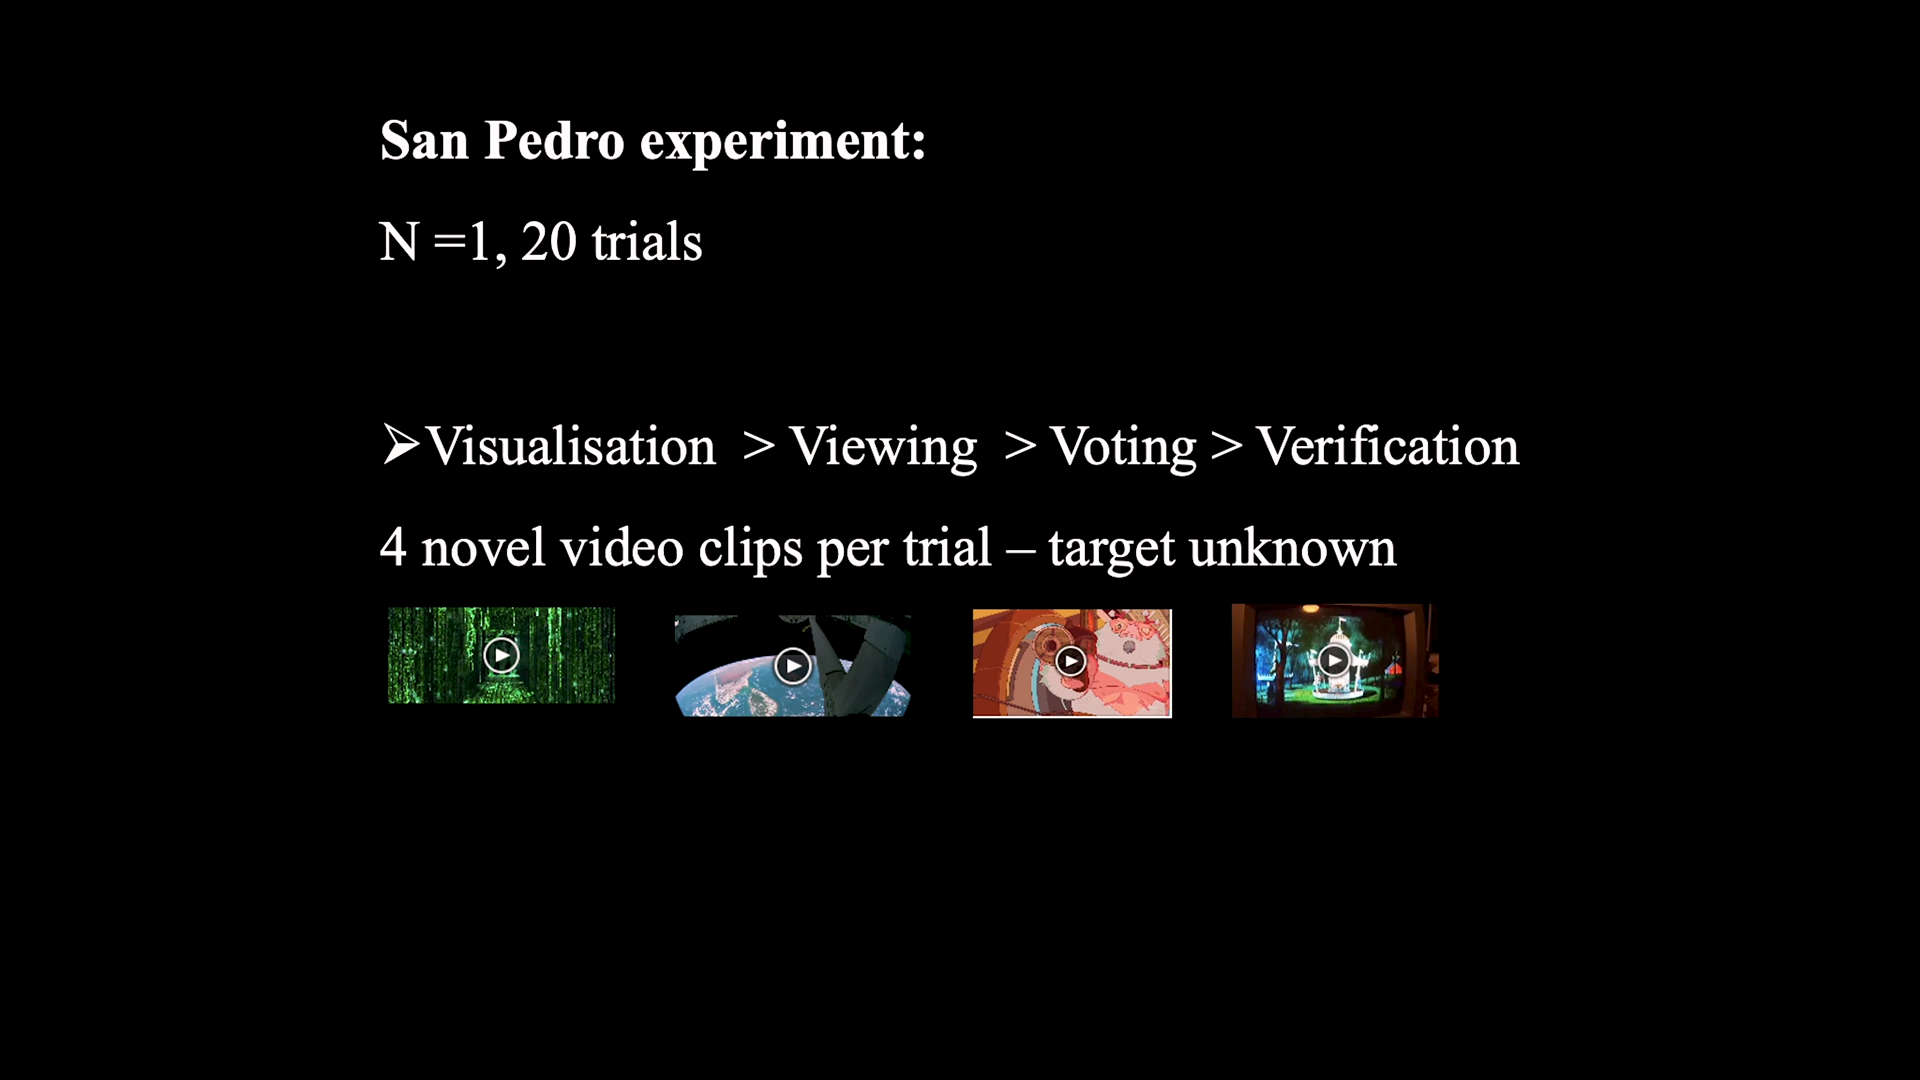 San Pedro experiment:
N =1, 20 trials
➢Visualisation > Viewing > Voting > Verification
4 novel video clips per trial – target unknown